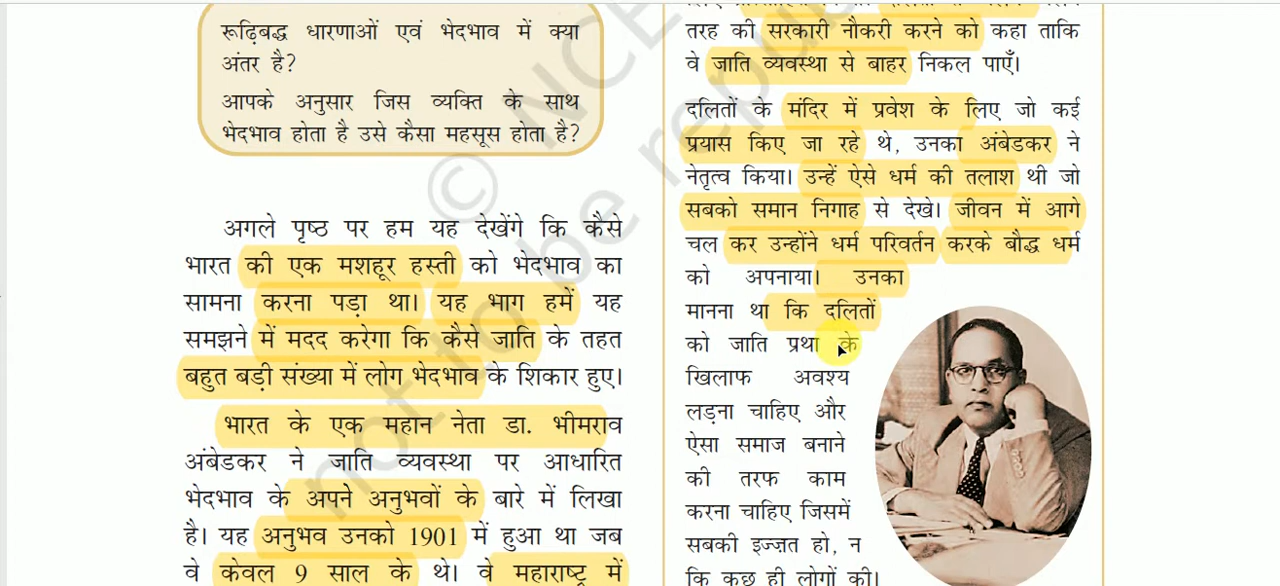 रूढ़िबद्ध धारणाओं एवं भेदभाव में क्या
अंतर है?
आपके अनुसार जिस व्यक्ति के साथ
भेदभाव होता है उसे कैसा महसूस होता है?
अगले पृष्ठ पर हम यह देखेंगे कि कैसे
भारत की एक मशहूर हस्ती को भेदभाव का
सामना करना पड़ा था। यह भाग हमें यह
समझने में मदद करेगा कि कैसे जाति के तहत
बहुत बड़ी संख्या में लोग भेदभाव के शिकार हुए।
भारत के एक महान नेता डा. भीमराव
अंबेडकर ने जाति व्यवस्था पर आधारित
भेदभाव के अपने अनुभवों के बारे में लिखा
है। यह अनुभव उनको 1901 में हुआ था जब
वे केवल 9 साल के थे। वे महाराष्ट्र में
तरह की सरकारी नौकरी करने को कहा ताकि
वे जाति व्यवस्था से बाहर निकल पाएँ।
दलितों के मंदिर में प्रवेश के लिए जो कई
प्रयास किए जा रहे थे, उनका अंबेडकर ने
नेतृत्व किया। उन्हें ऐसे धर्म की तलाश थी जो
सबको समान निगाह से देखे। जीवन में आगे
चल कर उन्होंने धर्म परिवर्तन करके बौद्ध धर्म
को अपनाया। उनका
मानना था कि दलितों
को जाति प्रथा के
खिलाफ अवश्य
लड़ना चाहिए और
ऐसा समाज बनाने
की तरफ काम
करना चाहिए जिसमें
सबकी इज्ज़त हो, न
कि कुछ ही लोगों की।
© NCE
not to be repu